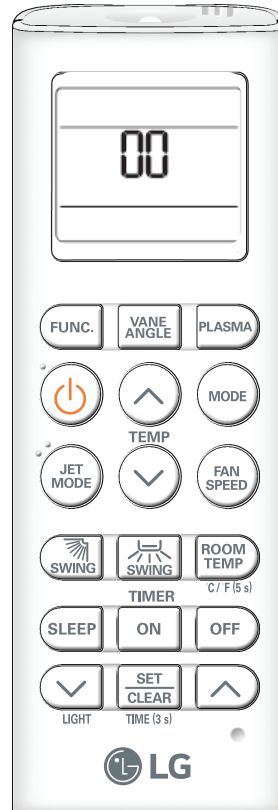 00
FUNC. VANE ANGLE PLASMA
MODE
TEMP
JET MODE FAN SPEED
SWING SWING ROOM TEMP
C / F (5 s)
TIMER
SLEEP ON OFF
SET
CLEAR
LIGHT TIME (3 s)
LG